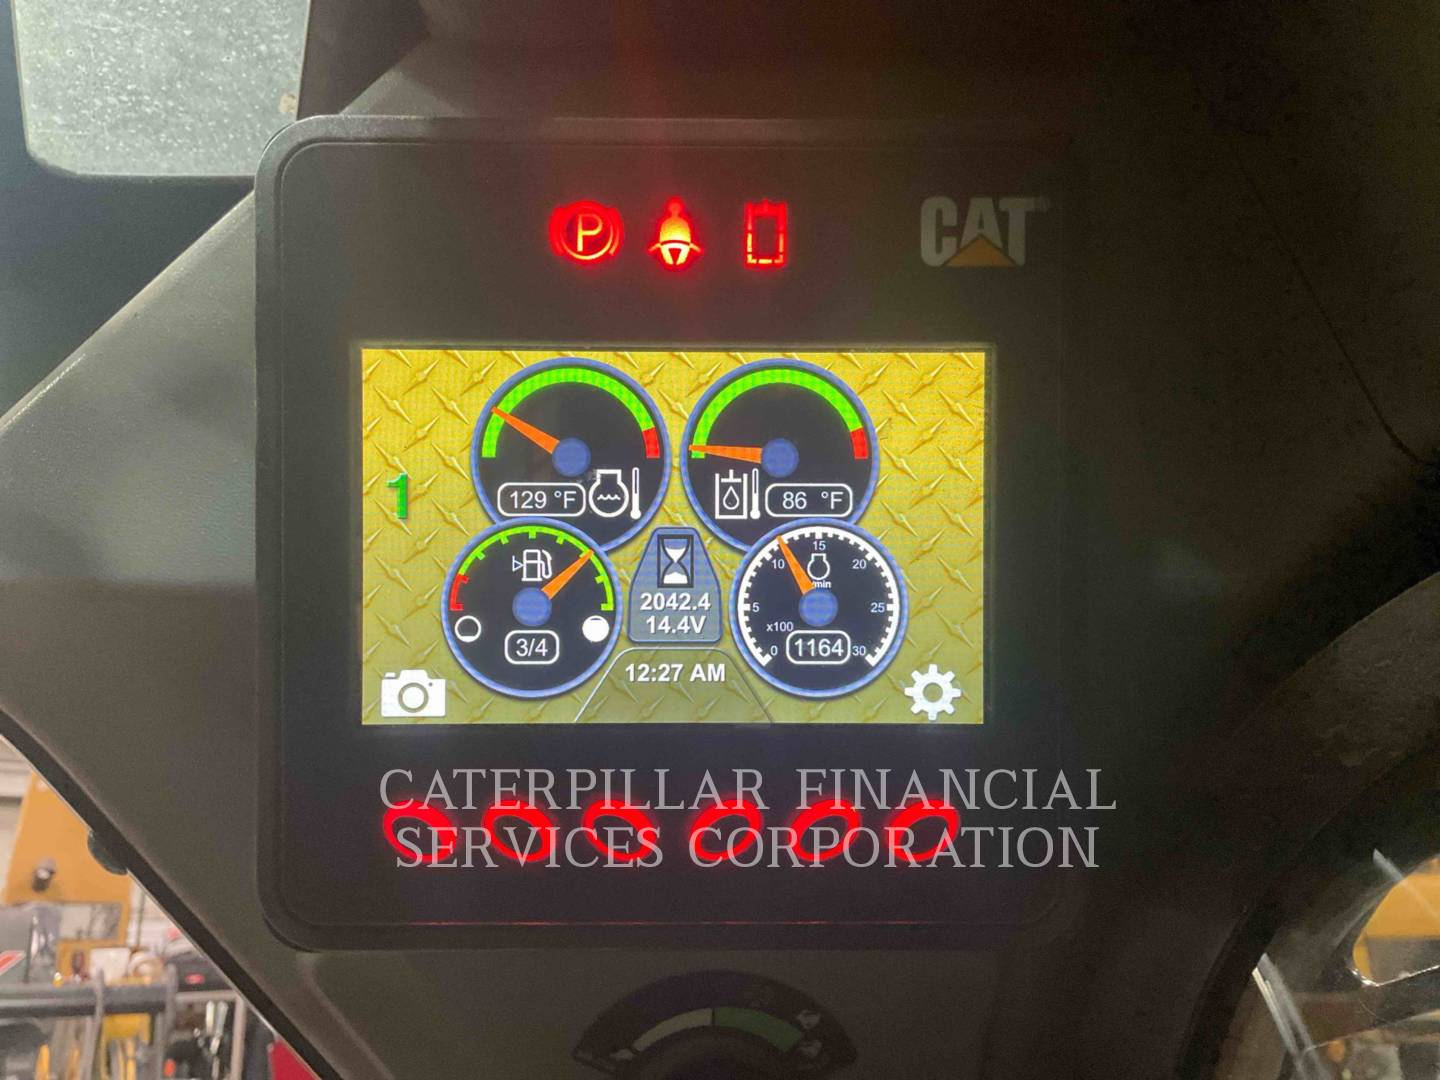 P
CAT®
1
129 °F
86 °F
15
10
20
/min
5
25
x100
0
30
3/4
1164
2042.4
14.4V
12:27 AM
CATERPILLAR FINANCIAL
SERVICES CORPORATION